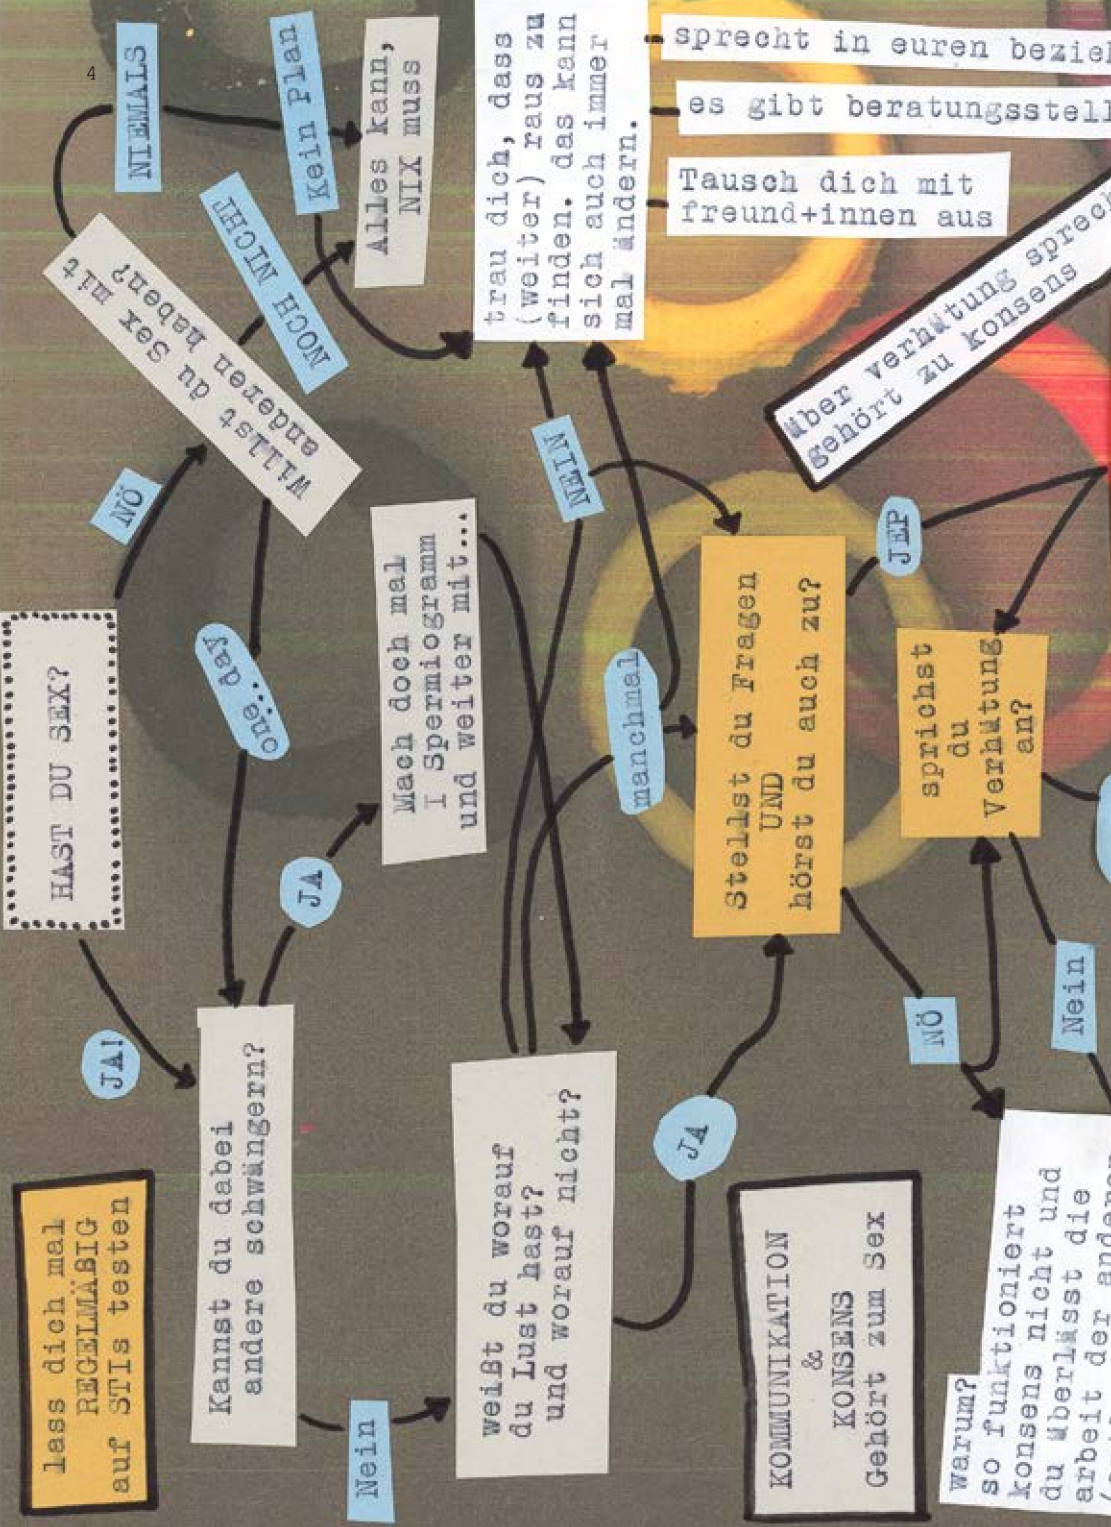 4
HAST DU SEX?
JA!
NÖ
Willst du Sex mit
anderen haben?
NIEMALS
NOCH NICHT
Kein Plan
Alles kann,
NIX muss
one... day
lass dich mal
REGELMÄßIG
auf STIs testen
Kannst du dabei
andere schwängern?
JA
Nein
Mach doch mal
I Spermiogramm
und weiter mit...
weißt du worauf
du Lust hast?
und worauf nicht?
NEIN
manchmal
JA
trau dich, dass
(weiter) raus zu
finden. das kann
sich auch immer
mal ändern.
sprecht in euren
es gibt
Tausch dich mit
freund+innen aus
Stellst du Fragen
UND
hörst du auch zu?
JEP
NÖ
über verhütung
gehört zu konsens
sprichst
du
Verhütung
an?
Nein
KOMMUNIKATION
&
KONSENS
Gehört zum Sex
warum?
so funktioniert
konsens nicht und
du überlässt die
arbeit der anderen